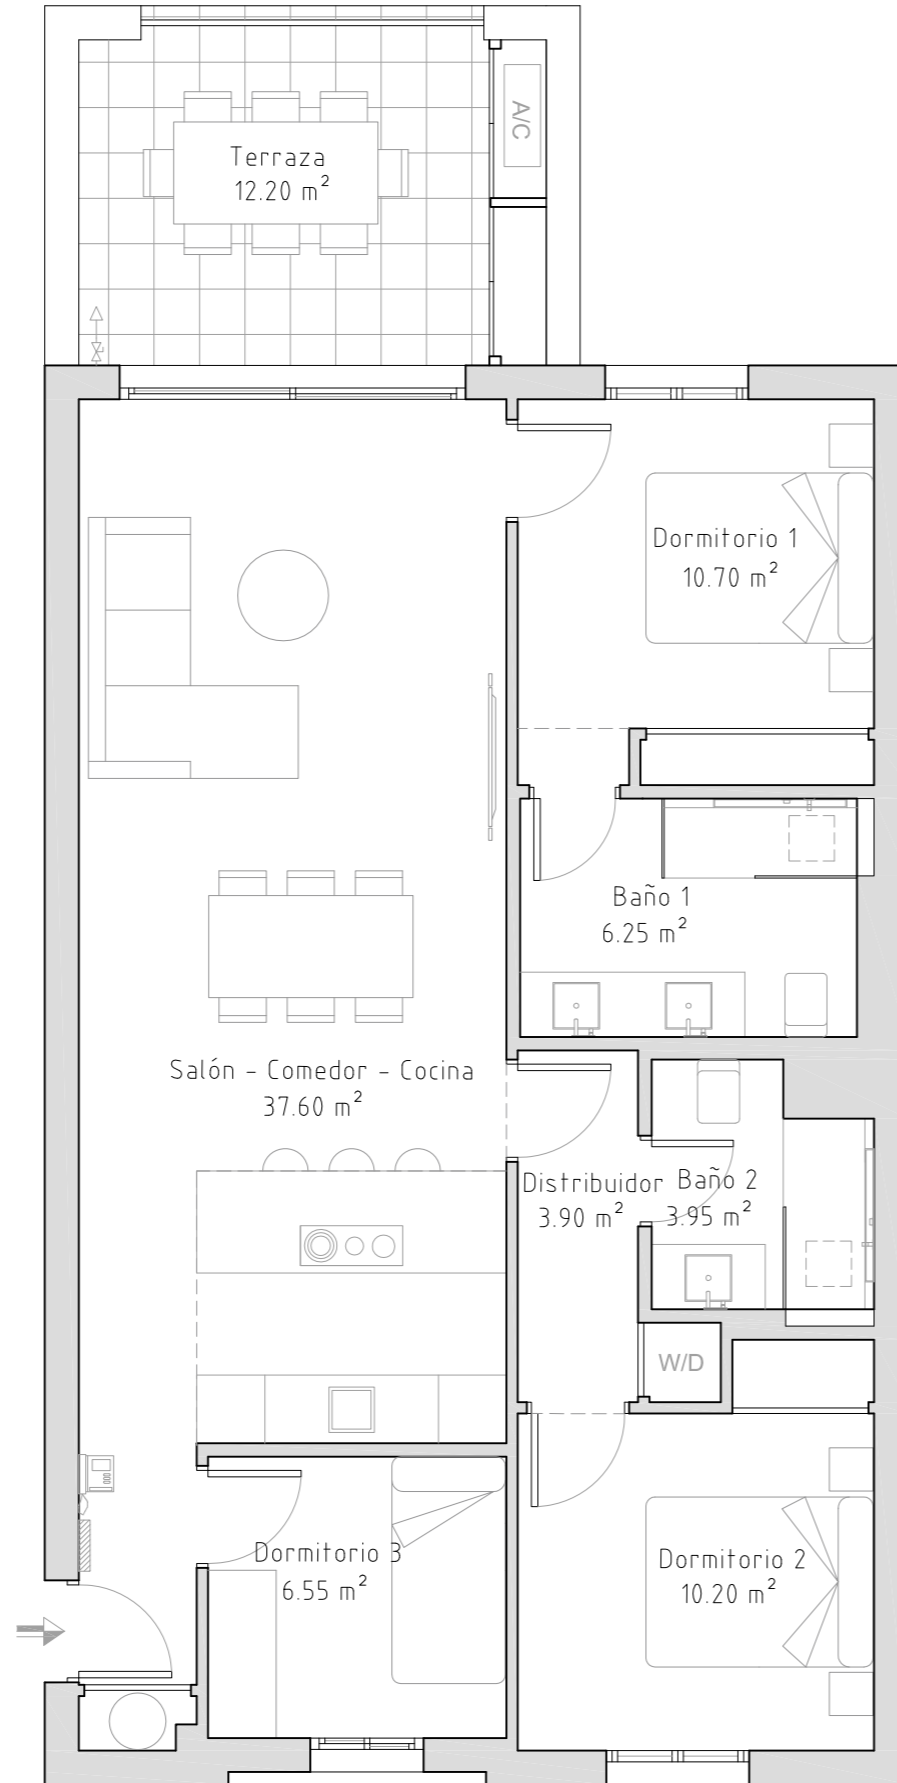 A/C
Terraza
12.20 m²
Dormitorio 1
10.70 m²
Baño 1
6.25 m²
Salón - Comedor - Cocina
37.60 m²
Distribuidor
3.90 m²
Baño 2
3.95 m²
W/D
Dormitorio 3
6.55 m²
Dormitorio 2
10.20 m²